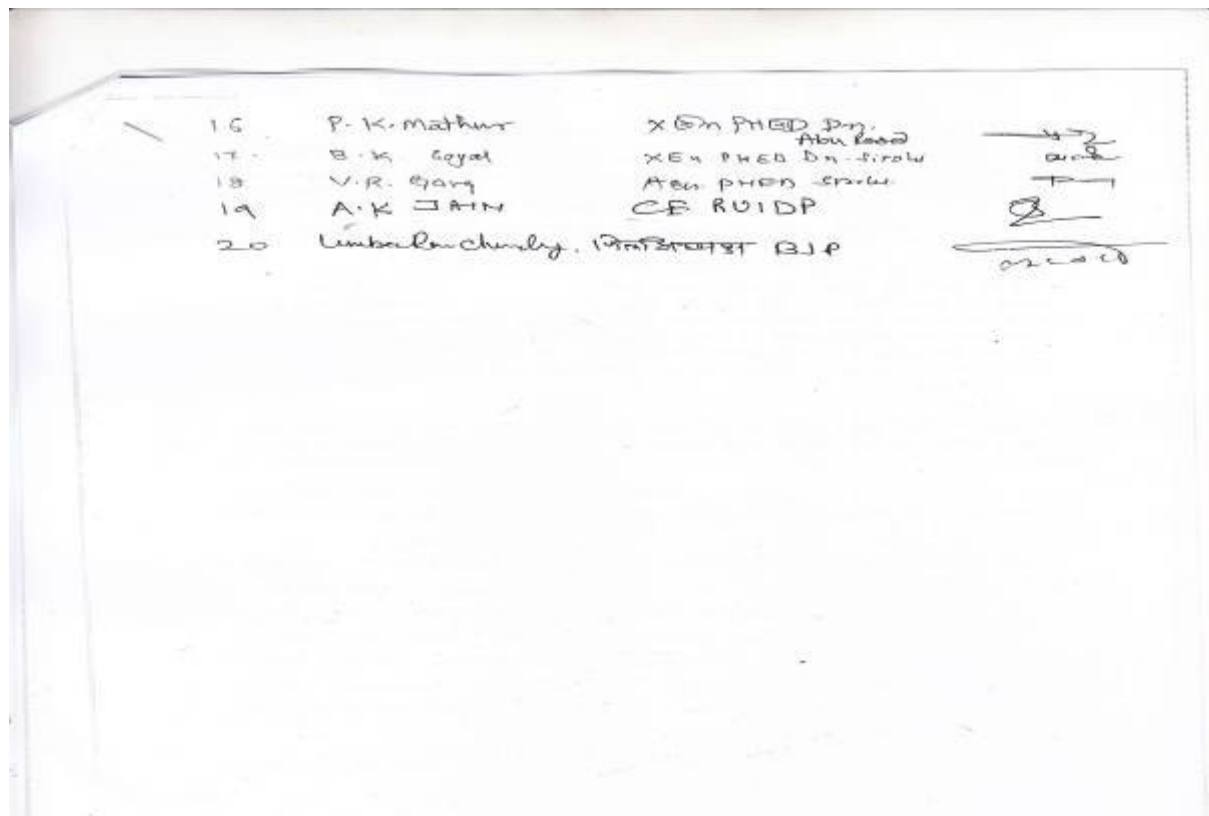 16 P. K. Mathur XEn PHED Dn. Abu Road
17. B. K. Goyal XEn PHED Dn. Sirohi
18 V. R. Garg AEn PHED Sirohi
19 A. K JAIN CE RUIDP
20 BJP